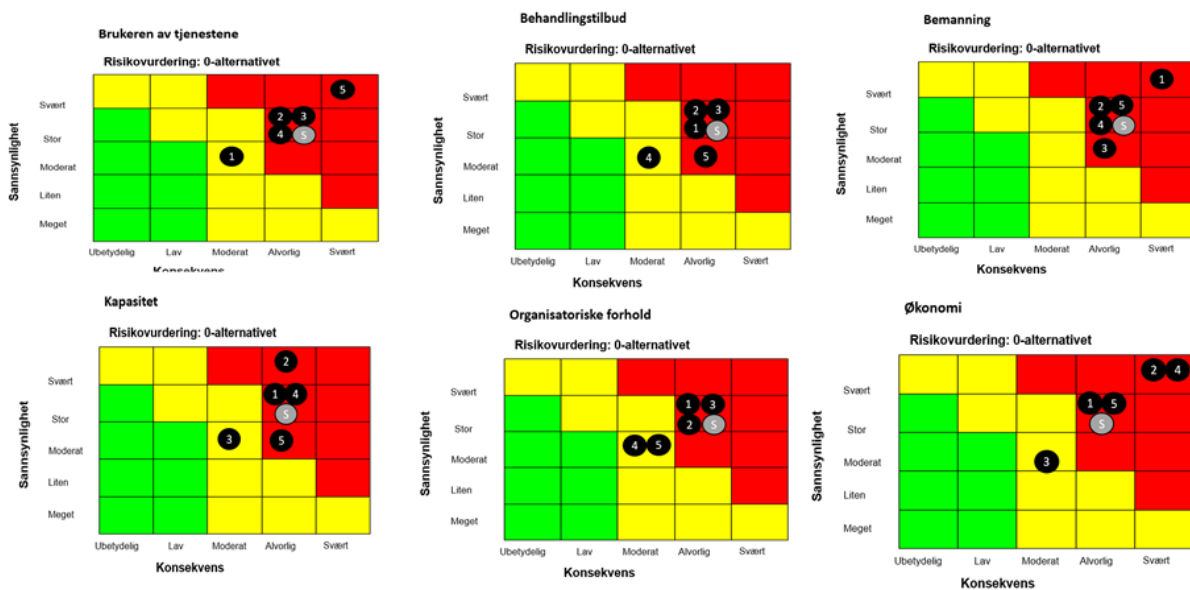 Brukeren av tjenestene
Risikovurdering: 0-alternativet
Sannsynlighet
Svært
Stor
Moderat
Liten
Meget
5
2 3
4 S
1
Ubetydelig Lav Moderat Alvorlig Svært
Konsekvens
Behandlingstilbud
Risikovurdering: 0-alternativet
Sannsynlighet
Svært
Stor
Moderat
Liten
Meget
2 3
1 S
4 5
Ubetydelig Lav Moderat Alvorlig Svært
Konsekvens
Bemanning
Risikovurdering: 0-alternativet
Sannsynlighet
Svært
Stor
Moderat
Liten
Meget
1
2 5
4 S
3
Ubetydelig Lav Moderat Alvorlig Svært
Konsekvens
Kapasitet
Risikovurdering: 0-alternativet
Sannsynlighet
Svært
Stor
Moderat
Liten
Meget
2
1 4
S
3 5
Ubetydelig Lav Moderat Alvorlig Svært
Konsekvens
Organisatoriske forhold
Risikovurdering: 0-alternativet
Sannsynlighet
Svært
Stor
Moderat
Liten
Meget
1 3
2 S
4 5
Ubetydelig Lav Moderat Alvorlig Svært
Konsekvens
Økonomi
Risikovurdering: 0-alternativet
Sannsynlighet
Svært
Stor
Moderat
Liten
Meget
2 4
1 5
S
3
Ubetydelig Lav Moderat Alvorlig Svært
Konsekvens